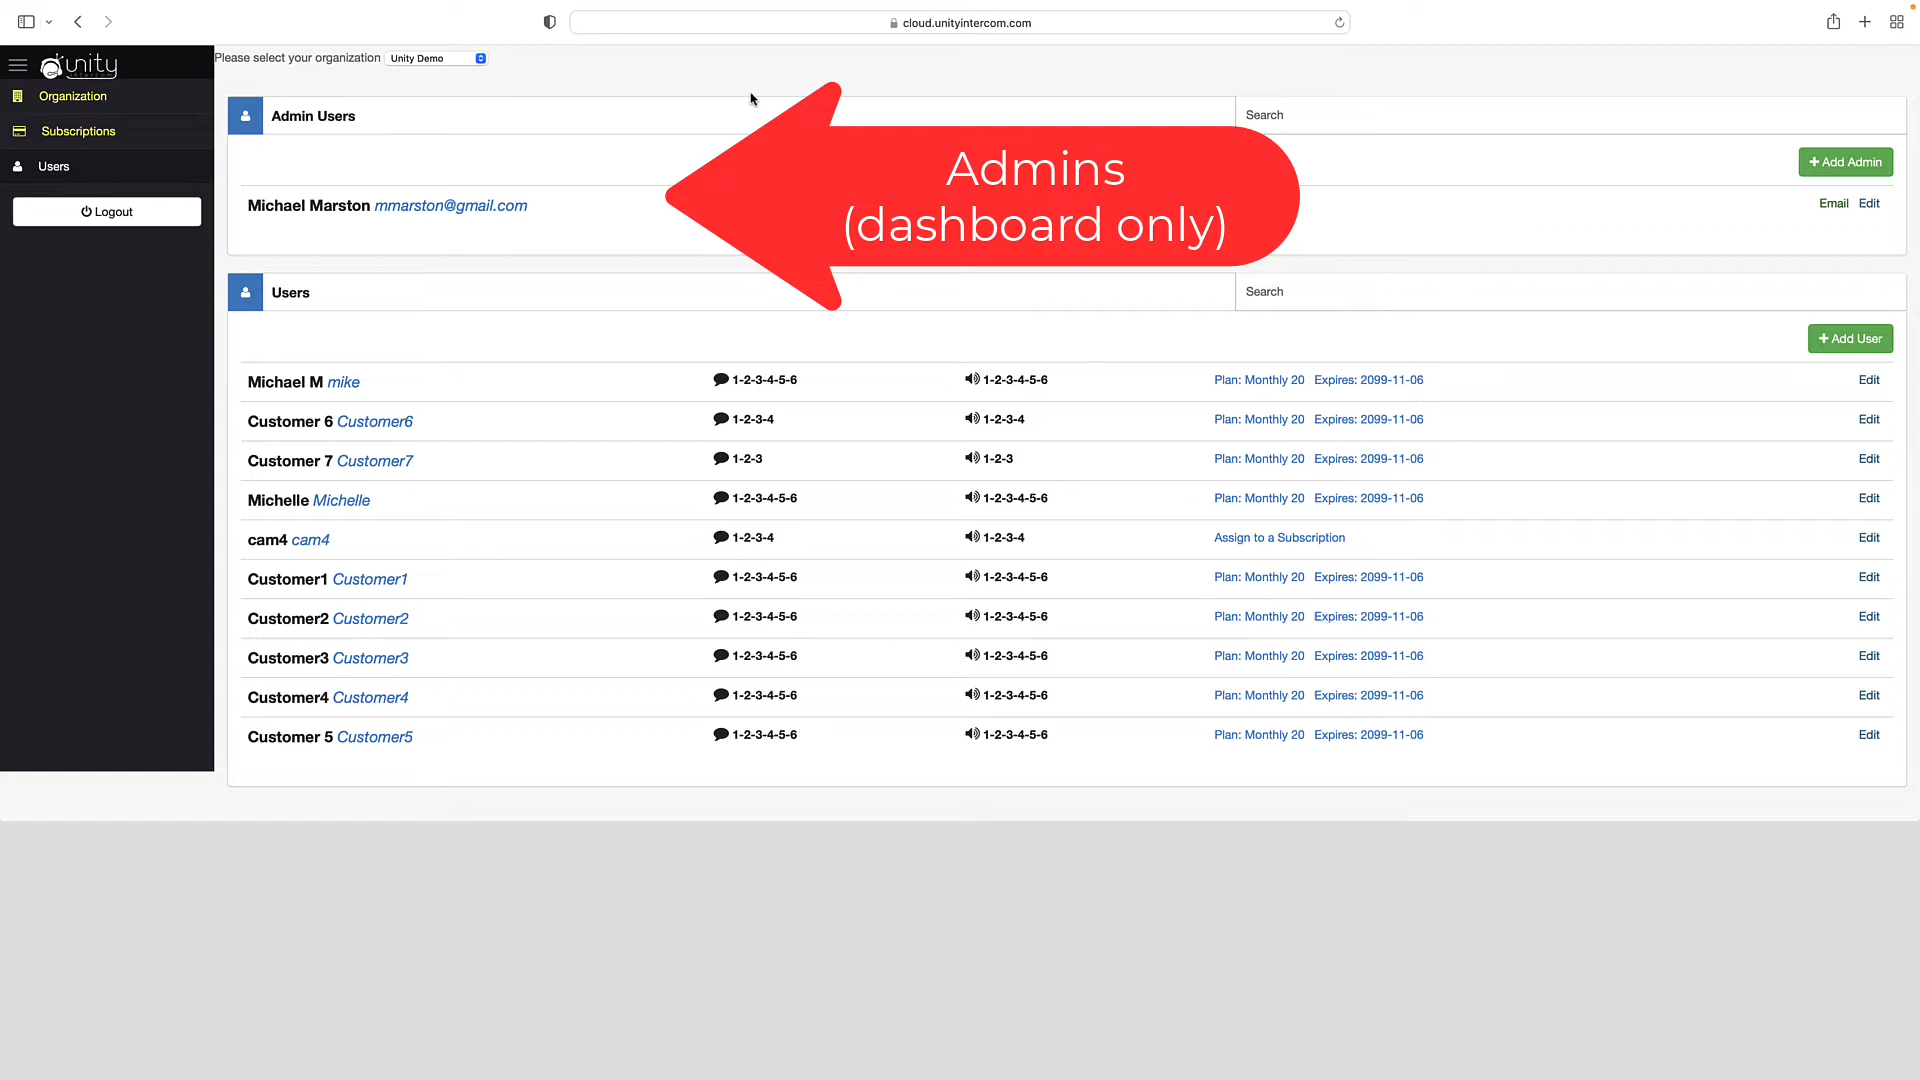 cloud.unityintercom.com
unity
intercom
Please select your organization Unity Demo
Organization
Subscriptions
Users
Logout
Admin Users Search
Admins
(dashboard only)
+ Add Admin
Michael Marston mmarston@gmail.com Email Edit
Users Search
+ Add User
Michael M mike 1-2-3-4-5-6 1-2-3-4-5-6 Plan: Monthly 20 Expires: 2099-11-06 Edit
Customer 6 Customer6 1-2-3-4 1-2-3-4 Plan: Monthly 20 Expires: 2099-11-06 Edit
Customer 7 Customer7 1-2-3 1-2-3 Plan: Monthly 20 Expires: 2099-11-06 Edit
Michelle Michelle 1-2-3-4-5-6 1-2-3-4-5-6 Plan: Monthly 20 Expires: 2099-11-06 Edit
cam4 cam4 1-2-3-4 1-2-3-4 Assign to a Subscription Edit
Customer1 Customer1 1-2-3-4-5-6 1-2-3-4-5-6 Plan: Monthly 20 Expires: 2099-11-06 Edit
Customer2 Customer2 1-2-3-4-5-6 1-2-3-4-5-6 Plan: Monthly 20 Expires: 2099-11-06 Edit
Customer3 Customer3 1-2-3-4-5-6 1-2-3-4-5-6 Plan: Monthly 20 Expires: 2099-11-06 Edit
Customer4 Customer4 1-2-3-4-5-6 1-2-3-4-5-6 Plan: Monthly 20 Expires: 2099-11-06 Edit
Customer 5 Customer5 1-2-3-4-5-6 1-2-3-4-5-6 Plan: Monthly 20 Expires: 2099-11-06 Edit